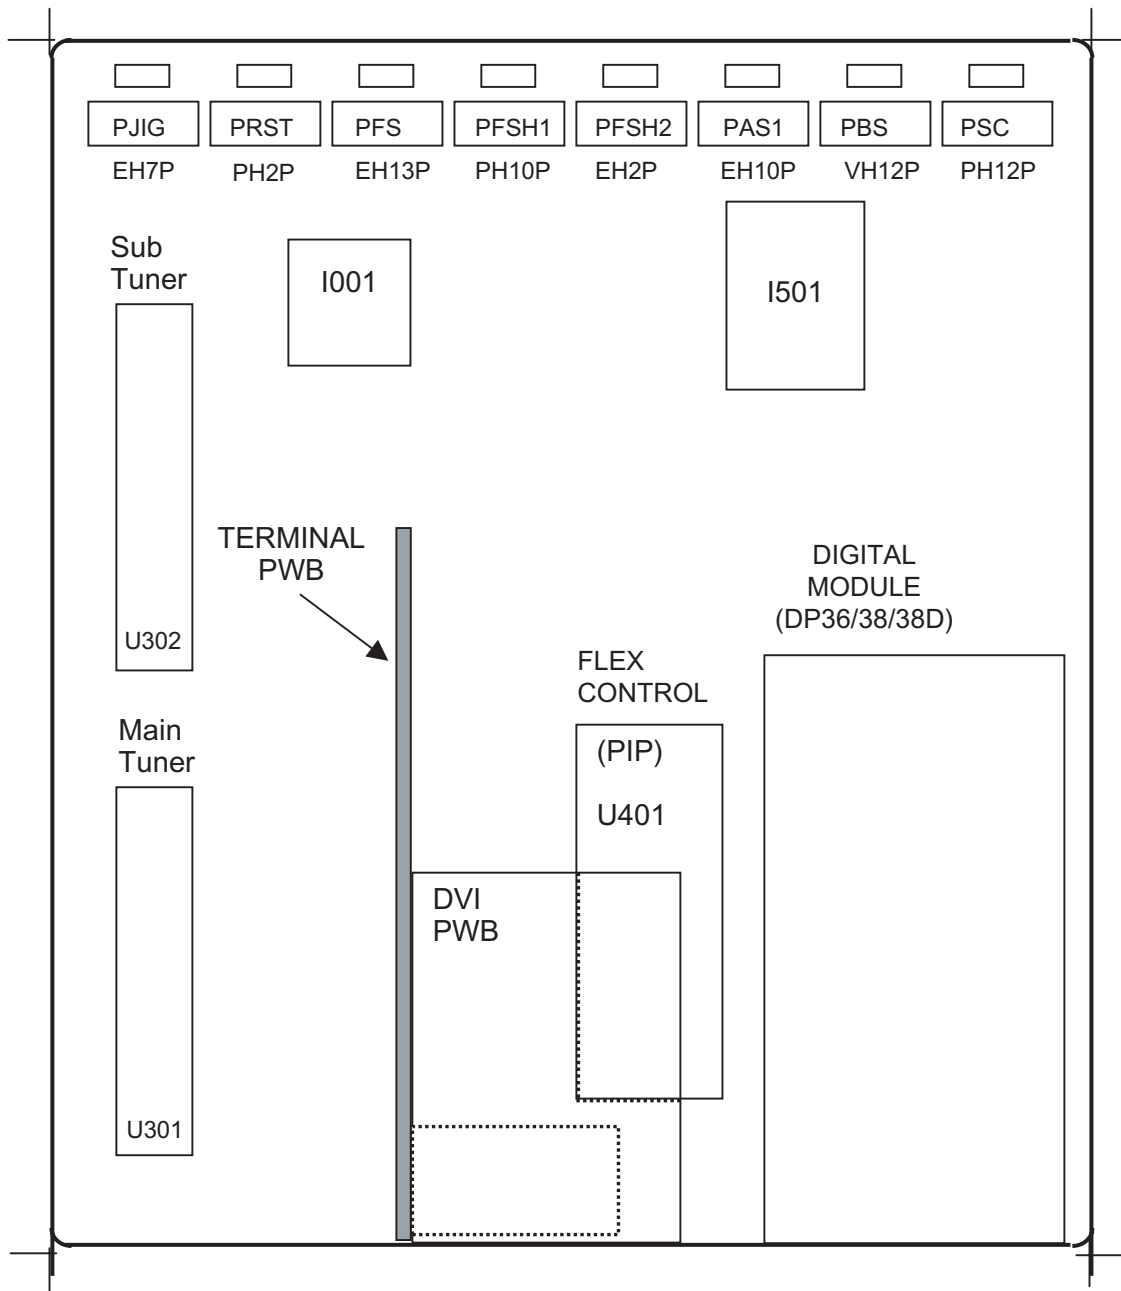 PJIG PRST PFS PFSH1 PFSH2 PAS1 PBS PSC
EH7P PH2P EH13P PH10P EH2P EH10P VH12P PH12P
Sub
Tuner
I001
I501
U302
TERMINAL
PWB
DIGITAL
MODULE
(DP36/38/38D)
FLEX
CONTROL
(PIP)
U401
Main
Tuner
U301
DVI
PWB